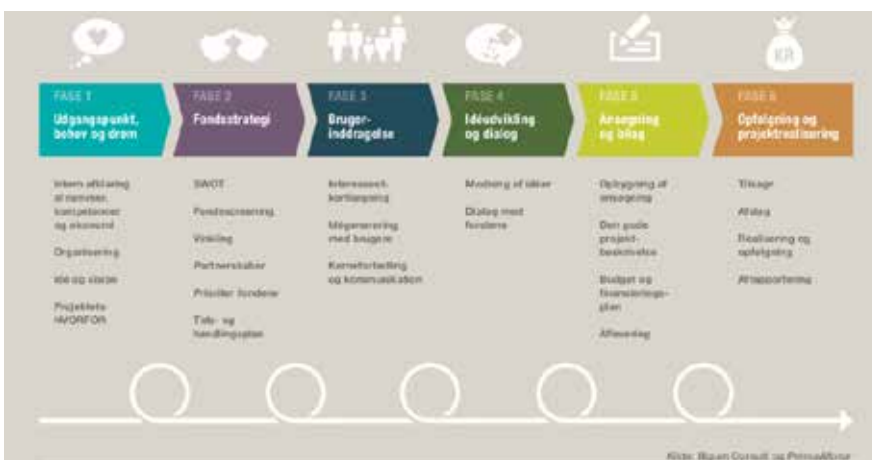 KR
FASE 1
Udgangspunkt,
behov og drøm
FASE 2
Fondsstrategi
FASE 3
Bruger-
inddragelse
FASE 4
Idéudvikling
og dialog
FASE 5
Ansøgning
og bilag
FASE 6
Opfølgning og
projektrealisering
Intern afklaring
af rammer,
kompetencer
og økonomi
Organisering
Idé og vision
Projektets
HVORFOR
SWOT
Fondsscreening
Vinkling
Partnerskaber
Prioritér fondene
Tids- og
handlingsplan
Interessent-
kortlægning
Idégenerering
med brugere
Kernefortælling
og kommunikation
Modning af idéer
Dialog med
fondene
Opbygning af
ansøgning
Den gode
projekt-
beskrivelse
Budget og
finansierings-
plan
Aflevering
Tilsagn
Afslag
Realisering og
opfølgning
Afrapportering
Kilde: Consult og